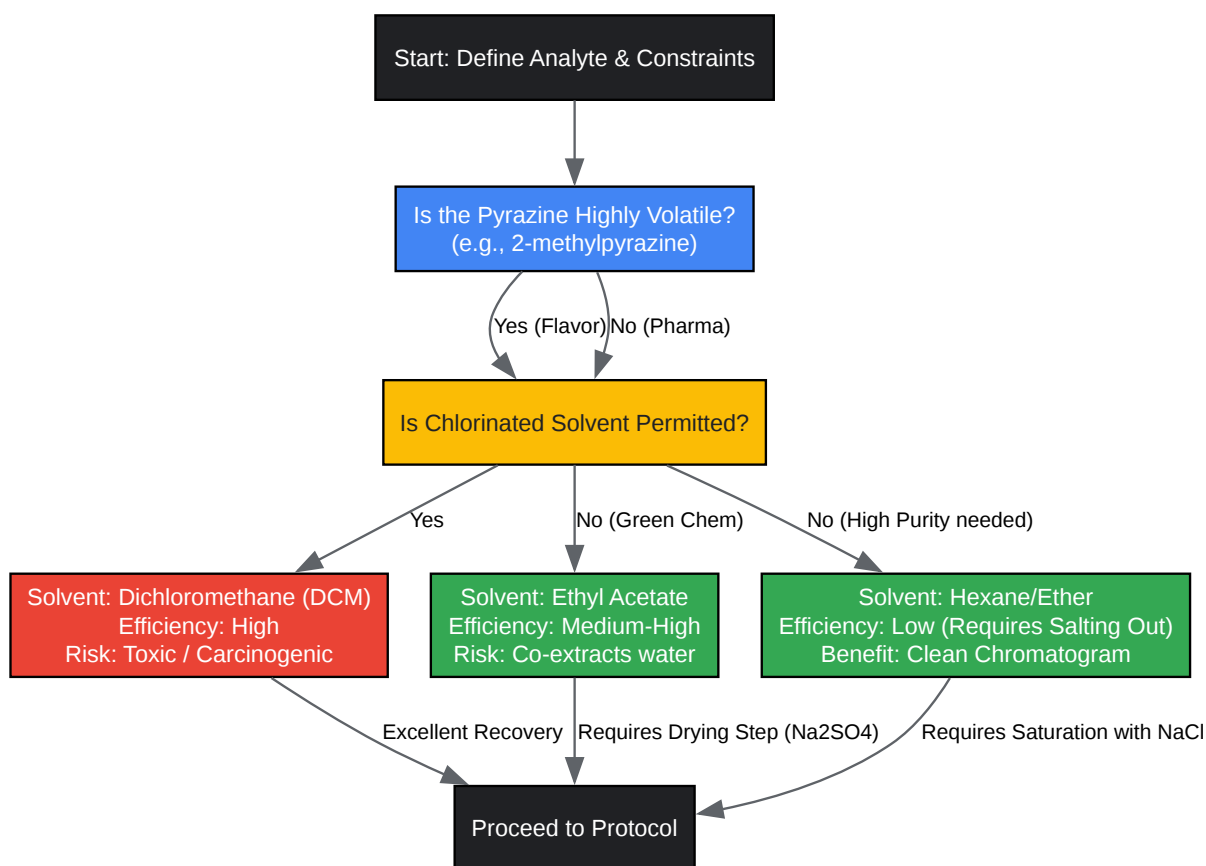 Start: Define Analyte & Constraints
Is the Pyrazine Highly Volatile?
(e.g., 2-methylpyrazine)
Yes (Flavor)
No (Pharma)
Is Chlorinated Solvent Permitted?
Yes
No (Green Chem)
No (High Purity needed)
Solvent: Dichloromethane (DCM)
Efficiency: High
Risk: Toxic / Carcinogenic
Solvent: Ethyl Acetate
Efficiency: Medium-High
Risk: Co-extracts water
Solvent: Hexane/Ether
Efficiency: Low (Requires Salting Out)
Benefit: Clean Chromatogram
Excellent Recovery
Requires Drying Step (Na2SO4)
Requires Saturation with NaCl
Proceed to Protocol